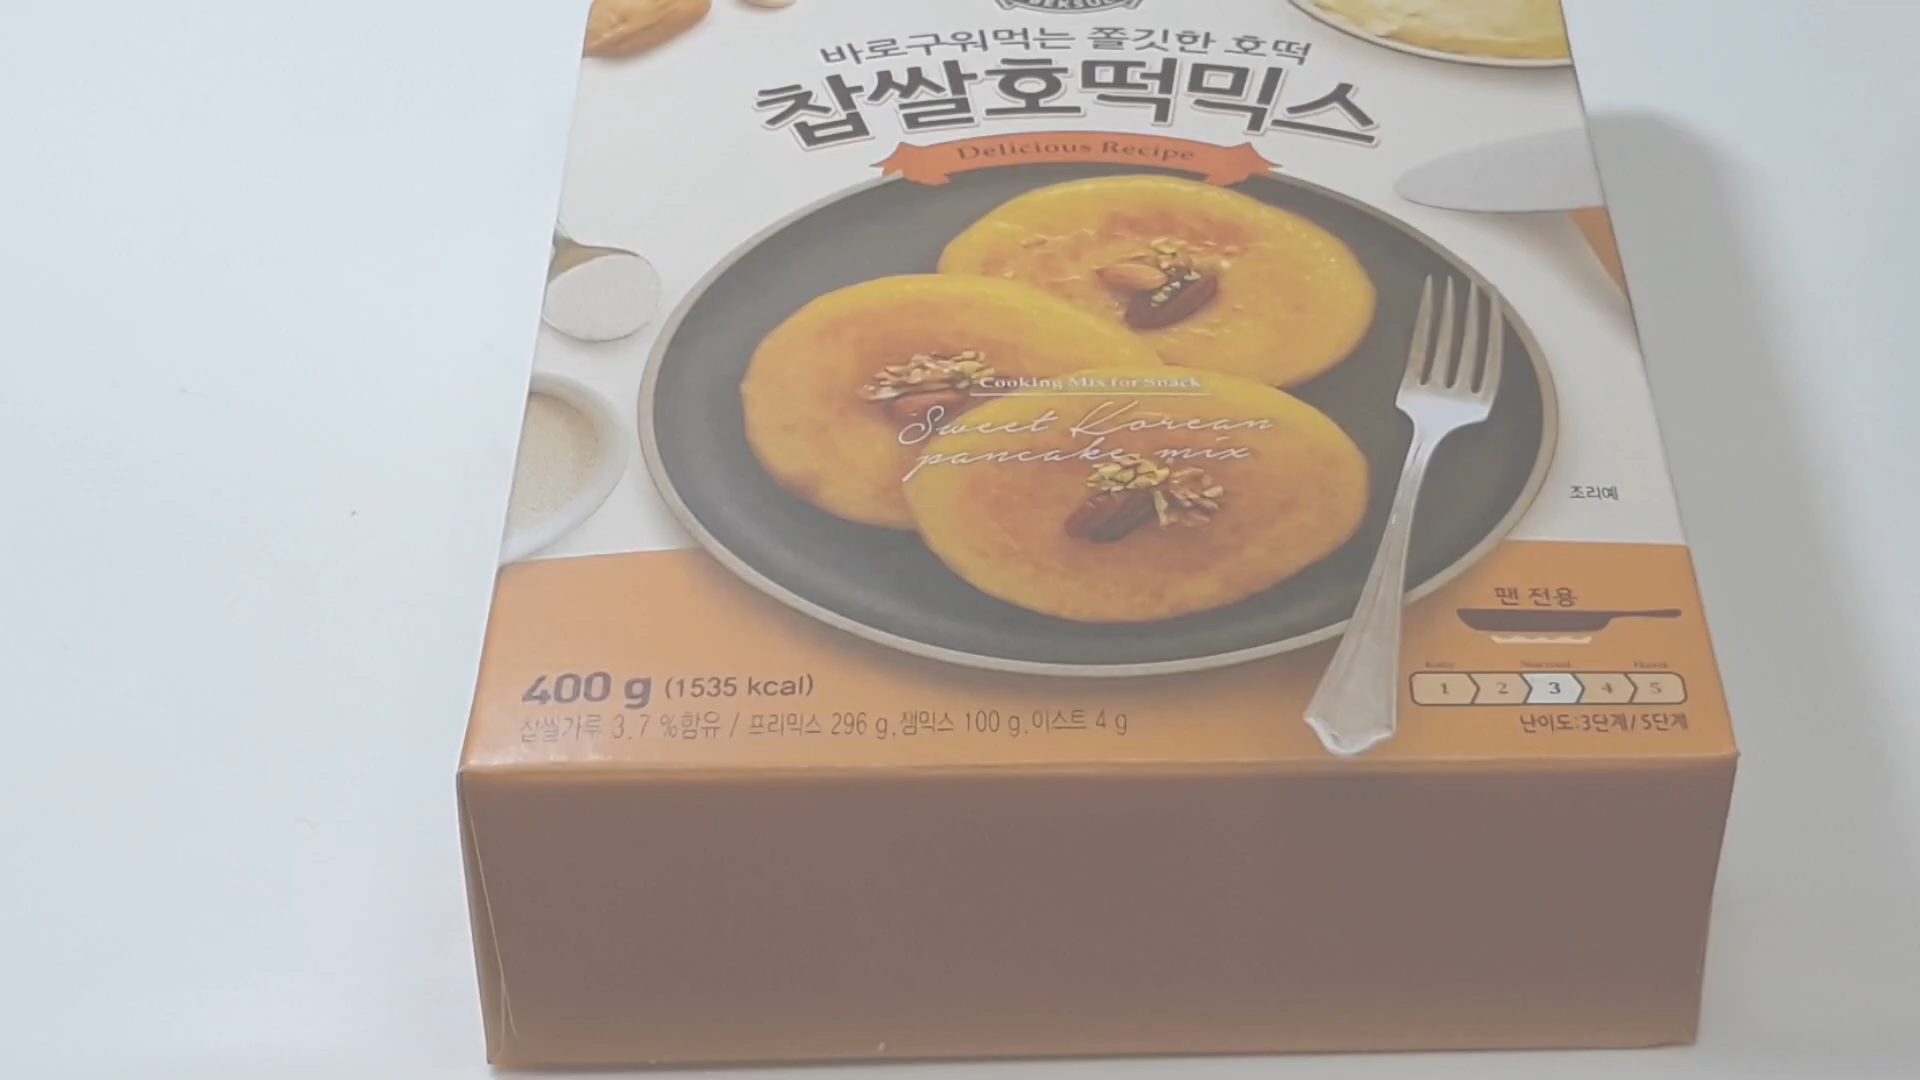 BEKSUL
바로구워먹는 쫄깃한 호떡
찹쌀호떡믹스
Delicious Recipe
Cooking Mix for Snack
Sweet Korean
pancake mix
조리예
팬 전용
Normal
1 2 3 4 5
난이도:3단계/5단계
400 g (1535 kcal)
찹쌀가루 3.7 %함유 / 프리믹스 296 g,잼믹스 100 g,이스트 4 g